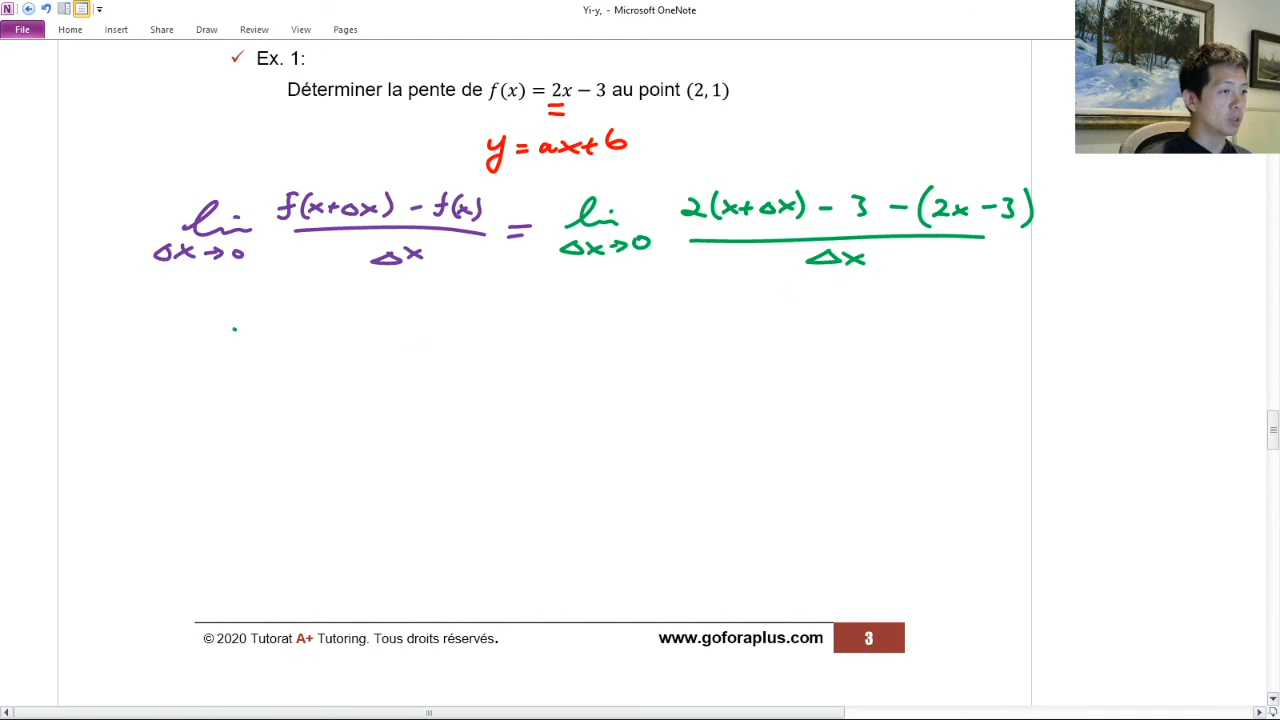 Yi-y, - Microsoft OneNote
File Home Insert Share Draw Review View Pages
✓ Ex. 1:
Déterminer la pente de f(x) = 2x − 3 au point (2, 1)
y = ax + b
lim Δx→0 f(x+Δx) − f(x) / Δx = lim Δx→0 2(x+Δx) − 3 − (2x − 3) / Δx
© 2020 Tutorat A+ Tutoring. Tous droits réservés. www.goforaplus.com 3